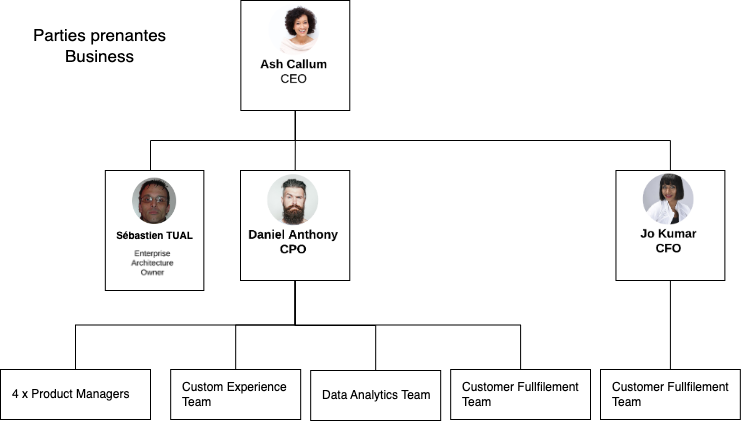 Parties prenantes
Business
Ash Callum
CEO
Sébastien TUAL
Enterprise
Architecture
Owner
Daniel Anthony
CPO
Jo Kumar
CFO
4 x Product Managers
Custom Experience
Team
Data Analytics Team
Customer Fullfilement
Team
Customer Fullfilement
Team